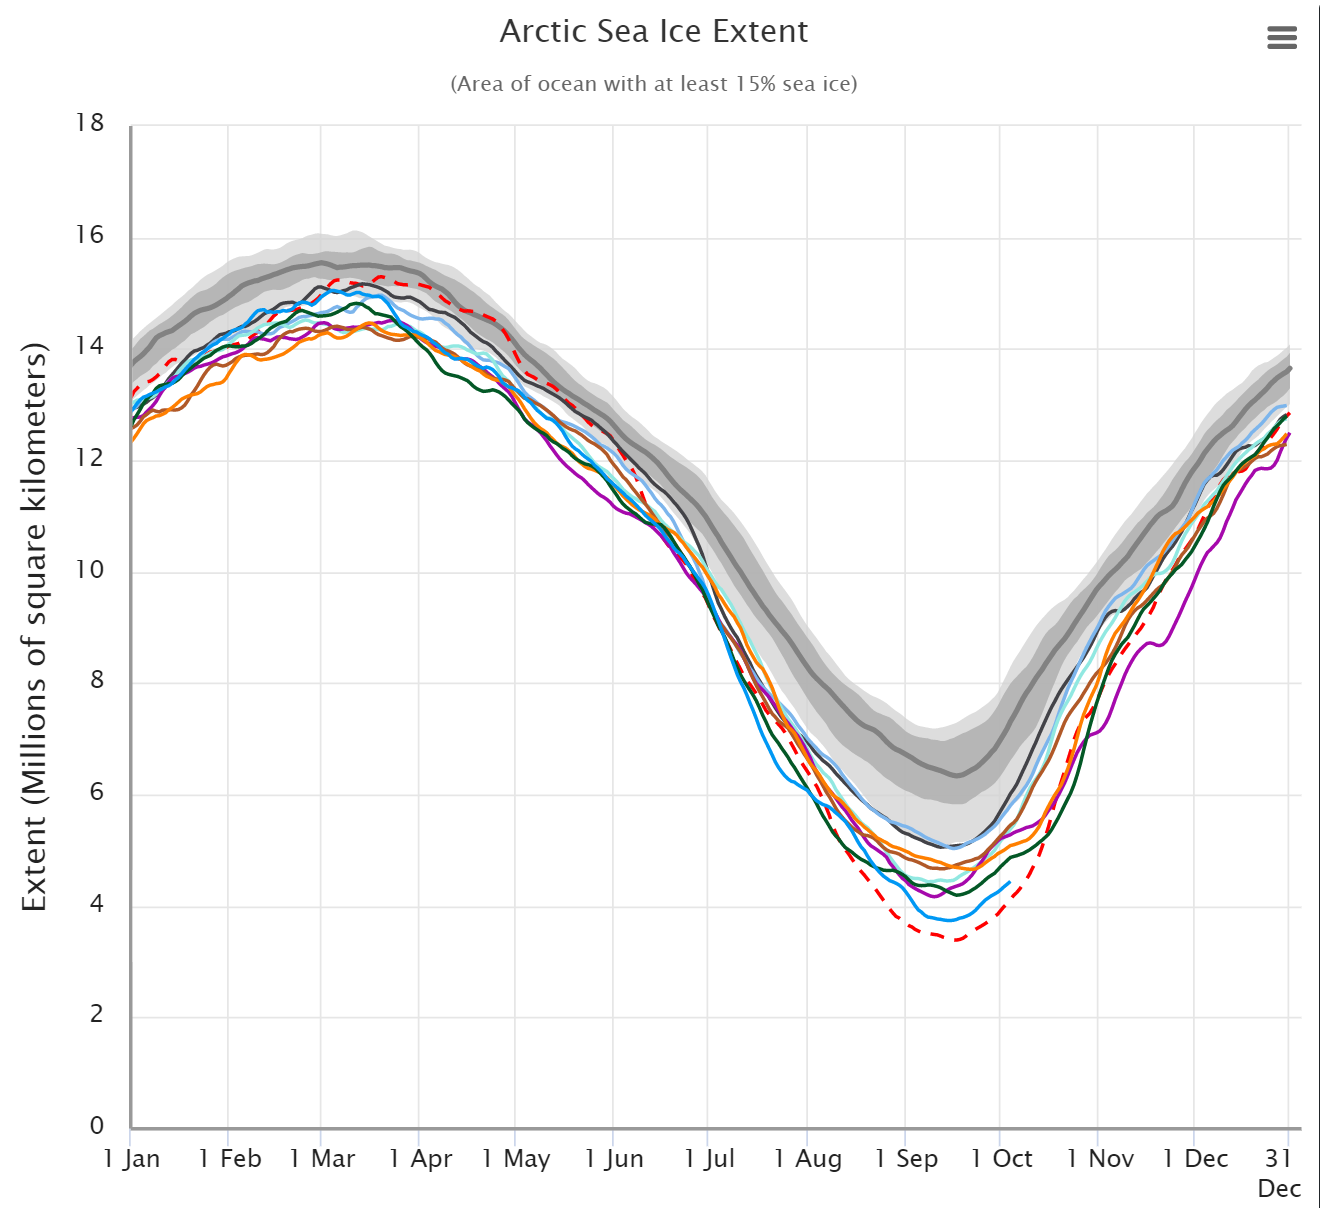 Arctic Sea Ice Extent
(Area of ocean with at least 15% sea ice)
Extent (Millions of square kilometers)
18
16
14
12
10
8
6
4
2
0
1 Jan
1 Feb
1 Mar
1 Apr
1 May
1 Jun
1 Jul
1 Aug
1 Sep
1 Oct
1 Nov
1 Dec
31
Dec